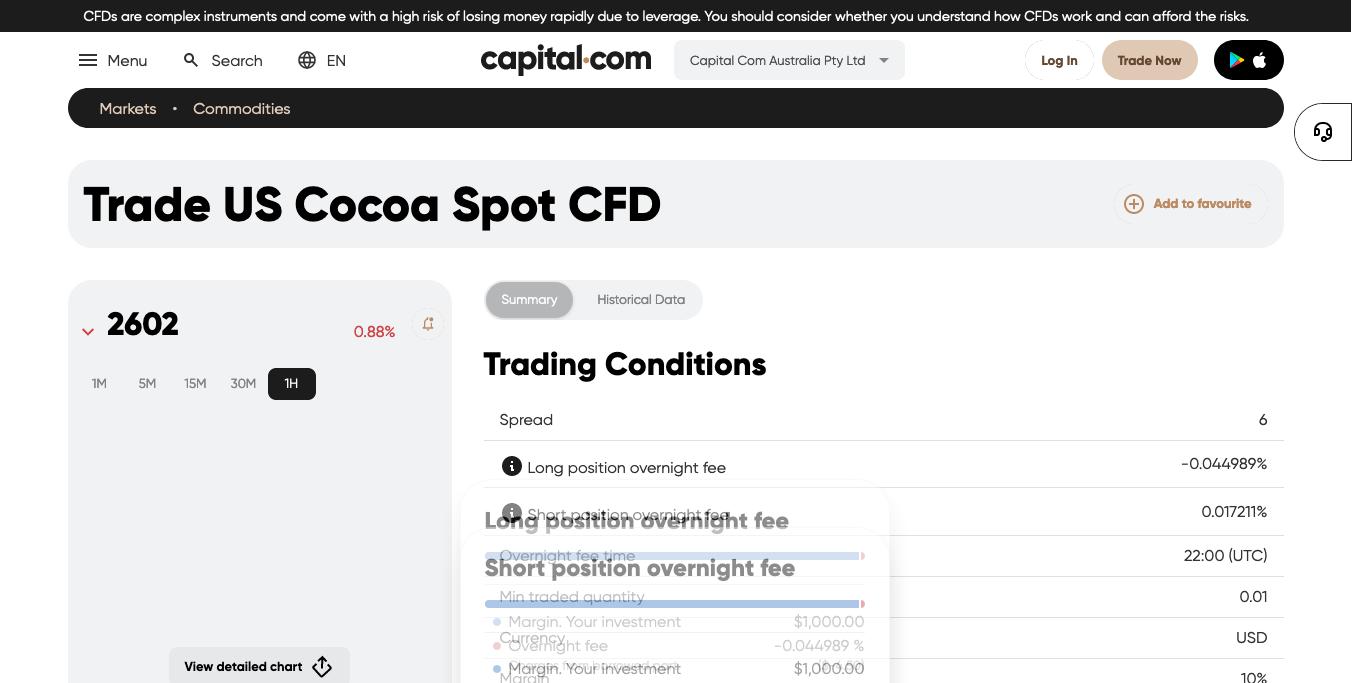 CFDs are complex instruments and come with a high risk of losing money rapidly due to leverage. You should consider whether you understand how CFDs work and can afford the risks.
Menu Search EN capital.com Capital Com Australia Pty Ltd Log In Trade Now
Markets • Commodities
Trade US Cocoa Spot CFD Add to favourite
2602 0.88%
1M 5M 15M 30M 1H
View detailed chart
Summary Historical Data
Trading Conditions
Spread 6
Long position overnight fee -0.044989%
Short position overnight fee 0.017211%
Long position overnight fee
Overnight fee time 22:00 (UTC)
Short position overnight fee
Min traded quantity 0.01
Margin. Your investment $1,000.00
Currency USD
Overnight fee -0.044989 %
Margin. Your investment $1,000.00
Margin 10%